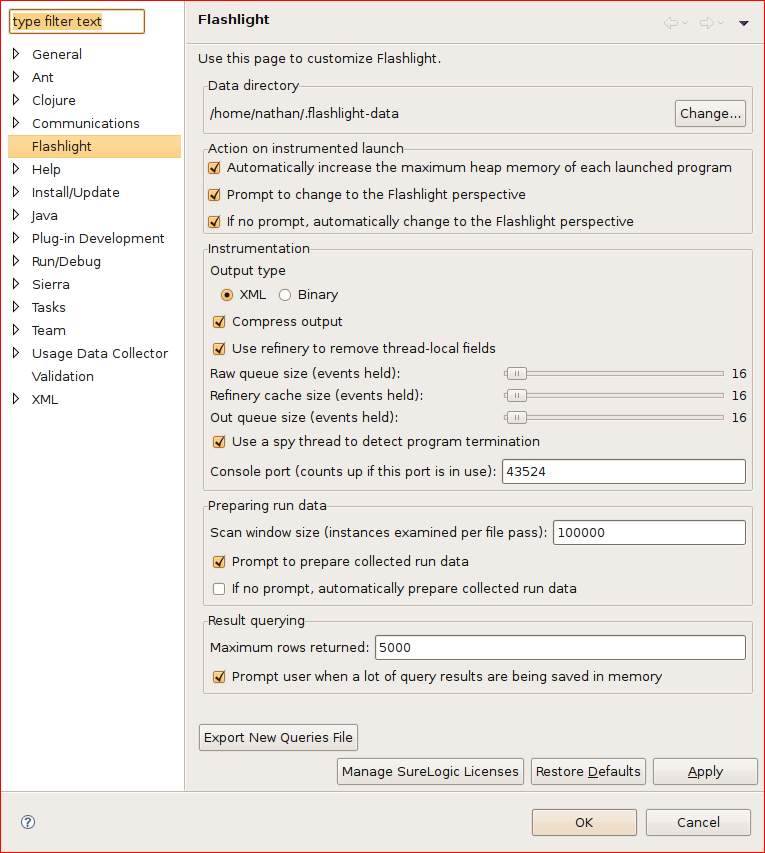 type filter text
General
Ant
Clojure
Communications
Flashlight
Help
Install/Update
Java
Plug-in Development
Run/Debug
Sierra
Tasks
Team
Usage Data Collector
Validation
XML
Flashlight
Use this page to customize Flashlight.
Data directory
/home/nathan/.flashlight-data
Change...
Action on instrumented launch
Automatically increase the maximum heap memory of each launched program
Prompt to change to the Flashlight perspective
If no prompt, automatically change to the Flashlight perspective
Instrumentation
Output type
XML Binary
Compress output
Use refinery to remove thread-local fields
Raw queue size (events held): 16
Refinery cache size (events held): 16
Out queue size (events held): 16
Use a spy thread to detect program termination
Console port (counts up if this port is in use): 43524
Preparing run data
Scan window size (instances examined per file pass): 100000
Prompt to prepare collected run data
If no prompt, automatically prepare collected run data
Result querying
Maximum rows returned: 5000
Prompt user when a lot of query results are being saved in memory
Export New Queries File
Manage SureLogic Licenses Restore Defaults Apply
? OK Cancel